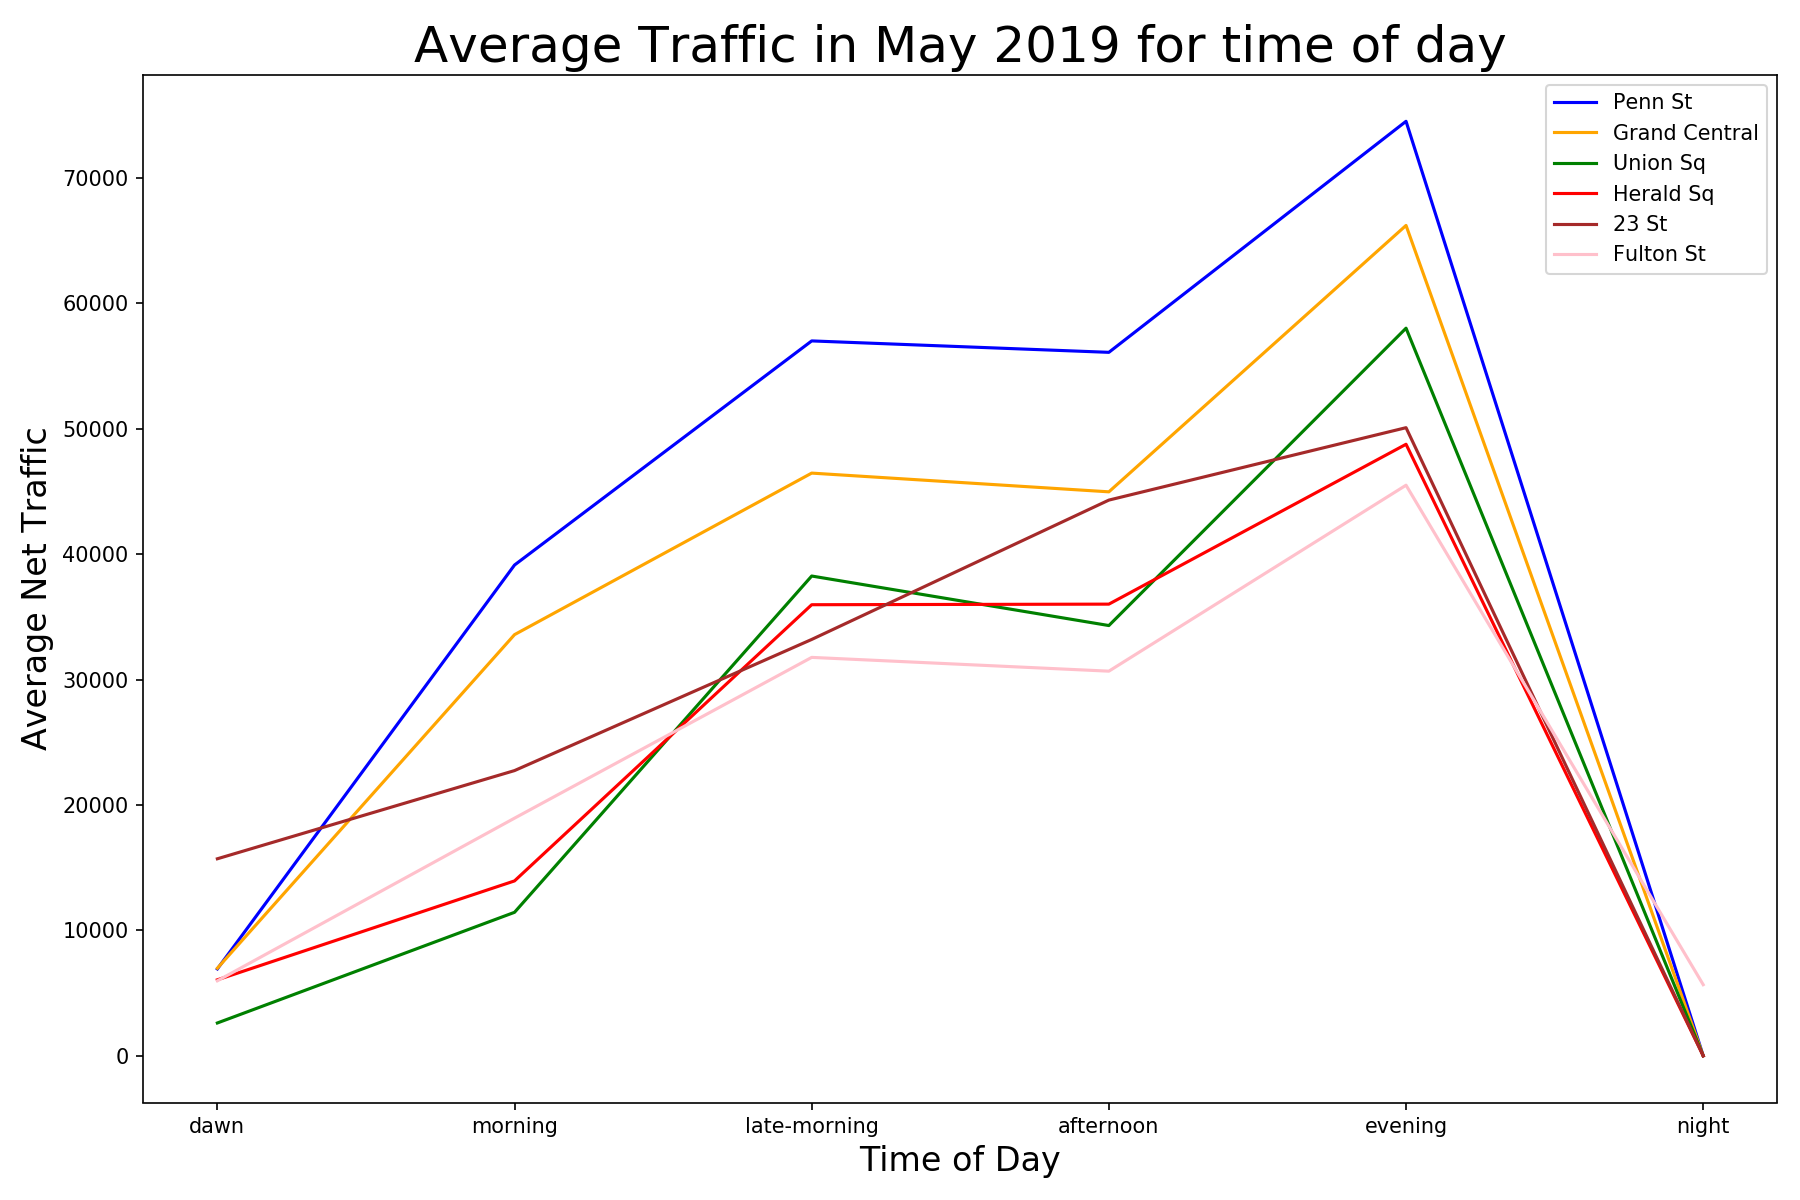 Average Traffic in May 2019 for time of day
Penn St
Grand Central
Union Sq
Herald Sq
23 St
Fulton St
Average Net Traffic
70000
60000
50000
40000
30000
20000
10000
0
dawn morning late-morning afternoon evening night
Time of Day